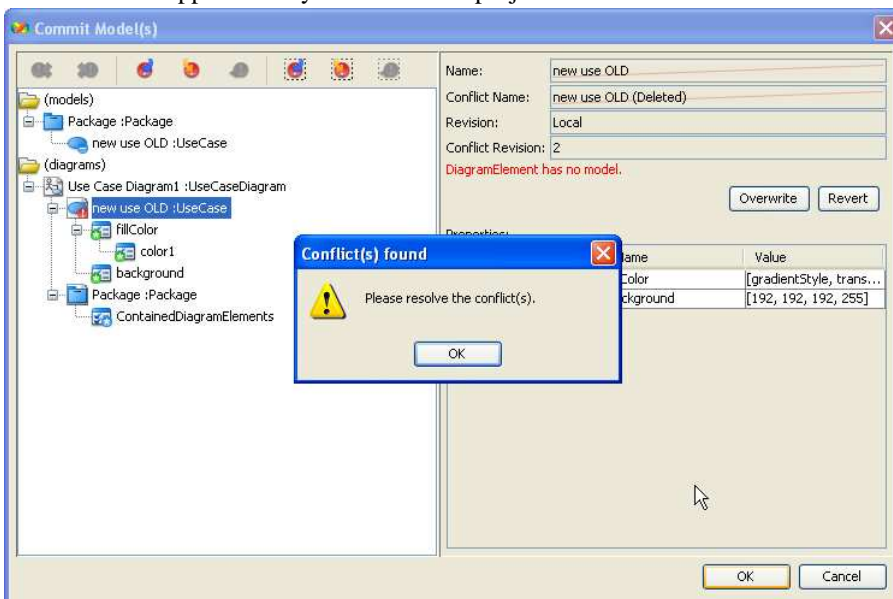 Commit Model(s)
Name: new use OLD
(models)
Conflict Name: new use OLD (Deleted)
Package :Package
Revision: Local
new use OLD :UseCase
Conflict Revision: 2
(diagrams)
DiagramElement has no model.
Use Case Diagram1 :UseCaseDiagram
Overwrite Revert
new use OLD :UseCase
fillColor
color1
background
Package :Package
ContainedDiagramElements
Conflict(s) found
Please resolve the conflict(s).
OK
Value
[gradientStyle, trans...
[192, 192, 192, 255]
OK Cancel